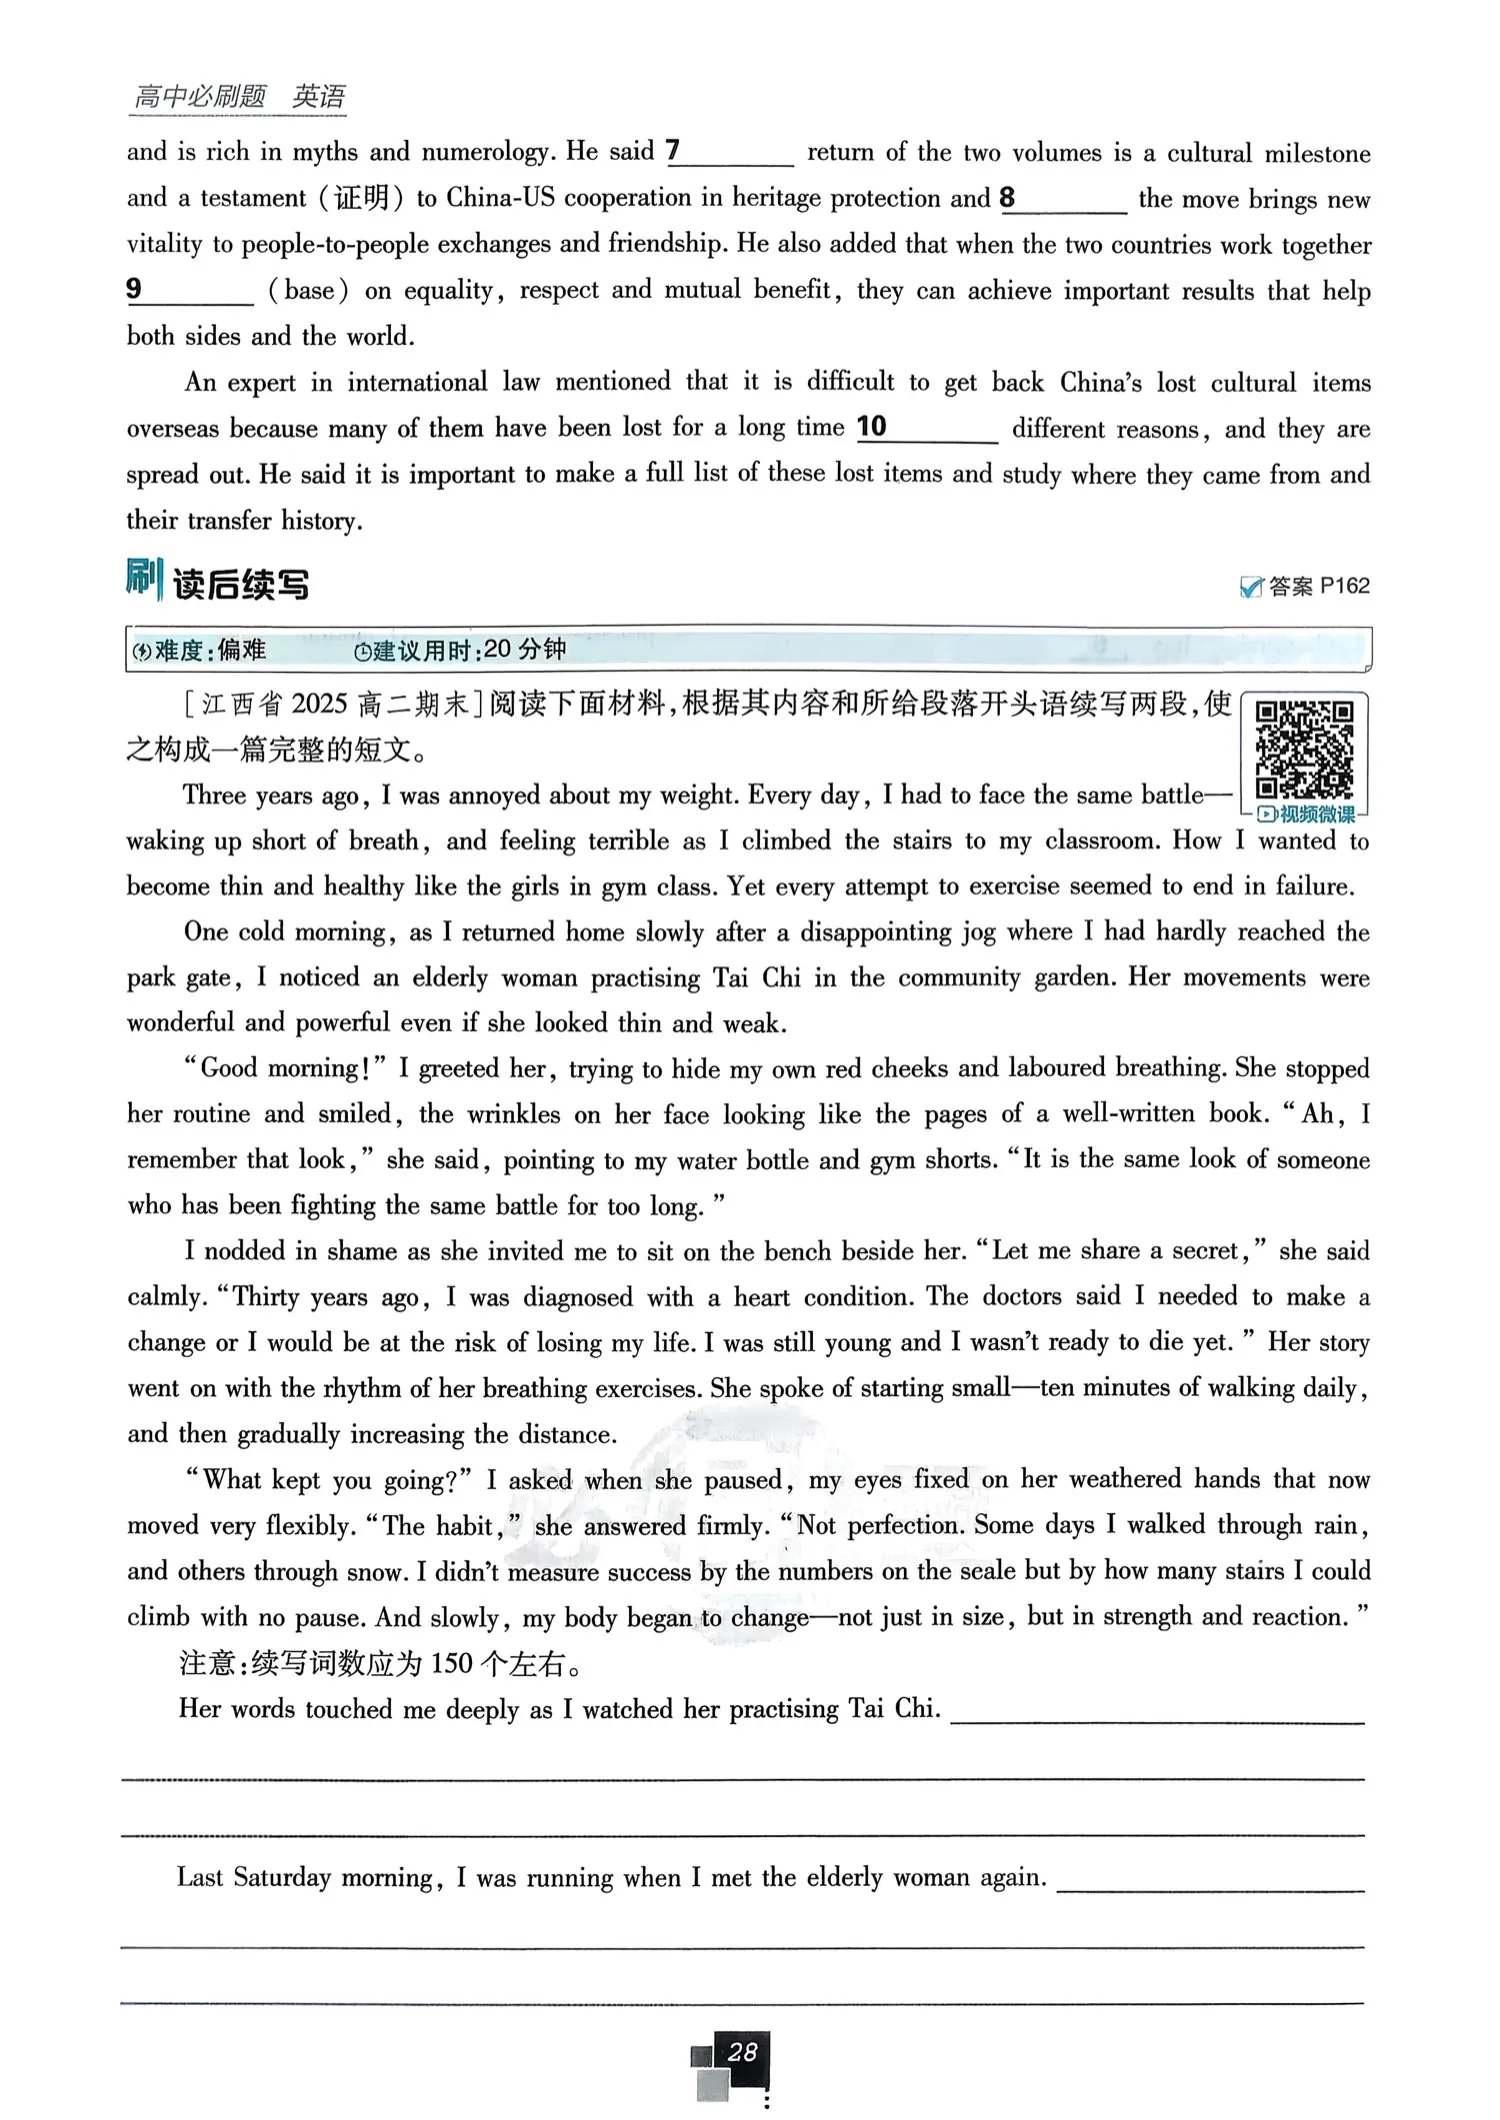 高中必刷题 英语
and is rich in myths and numerology. He said 7________ return of the two volumes is a cultural milestone
and a testament (证明) to China-US cooperation in heritage protection and 8________ the move brings new
vitality to people-to-people exchanges and friendship. He also added that when the two countries work together
9________ (base) on equality, respect and mutual benefit, they can achieve important results that help
both sides and the world.
An expert in international law mentioned that it is difficult to get back China's lost cultural items
overseas because many of them have been lost for a long time 10________ different reasons, and they are
spread out. He said it is important to make a full list of these lost items and study where they came from and
their transfer history.
刷 读后续写
答案 P162
难度:偏难 建议用时:20 分钟
[江西省 2025 高二期末]阅读下面材料,根据其内容和所给段落开头语续写两段,使
之构成一篇完整的短文。
视频微课
Three years ago, I was annoyed about my weight. Every day, I had to face the same battle—
waking up short of breath, and feeling terrible as I climbed the stairs to my classroom. How I wanted to
become thin and healthy like the girls in gym class. Yet every attempt to exercise seemed to end in failure.
One cold morning, as I returned home slowly after a disappointing jog where I had hardly reached the
park gate, I noticed an elderly woman practising Tai Chi in the community garden. Her movements were
wonderful and powerful even if she looked thin and weak.
"Good morning!" I greeted her, trying to hide my own red cheeks and laboured breathing. She stopped
her routine and smiled, the wrinkles on her face looking like the pages of a well-written book. "Ah, I
remember that look," she said, pointing to my water bottle and gym shorts. "It is the same look of someone
who has been fighting the same battle for too long."
I nodded in shame as she invited me to sit on the bench beside her. "Let me share a secret," she said
calmly. "Thirty years ago, I was diagnosed with a heart condition. The doctors said I needed to make a
change or I would be at the risk of losing my life. I was still young and I wasn't ready to die yet." Her story
went on with the rhythm of her breathing exercises. She spoke of starting small—ten minutes of walking daily,
and then gradually increasing the distance.
"What kept you going?" I asked when she paused, my eyes fixed on her weathered hands that now
moved very flexibly. "The habit," she answered firmly. "Not perfection. Some days I walked through rain,
and others through snow. I didn't measure success by the numbers on the seale but by how many stairs I could
climb with no pause. And slowly, my body began to change—not just in size, but in strength and reaction."
注意:续写词数应为 150 个左右。
Her words touched me deeply as I watched her practising Tai Chi.
Last Saturday morning, I was running when I met the elderly woman again.
28